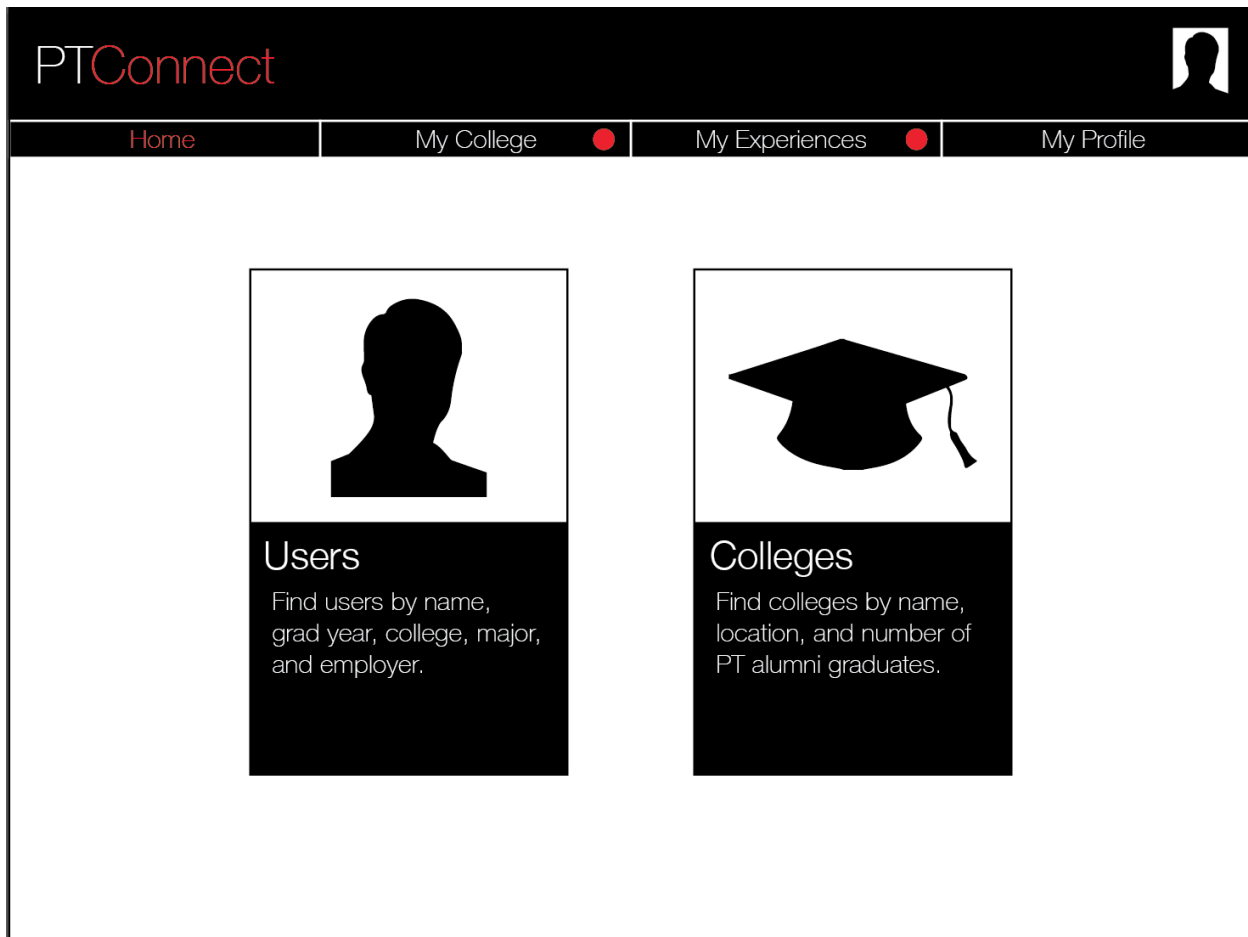 PTConnect
Home
My College
My Experiences
My Profile
Users
Find users by name,
grad year, college, major,
and employer.
Colleges
Find colleges by name,
location, and number of
PT alumni graduates.